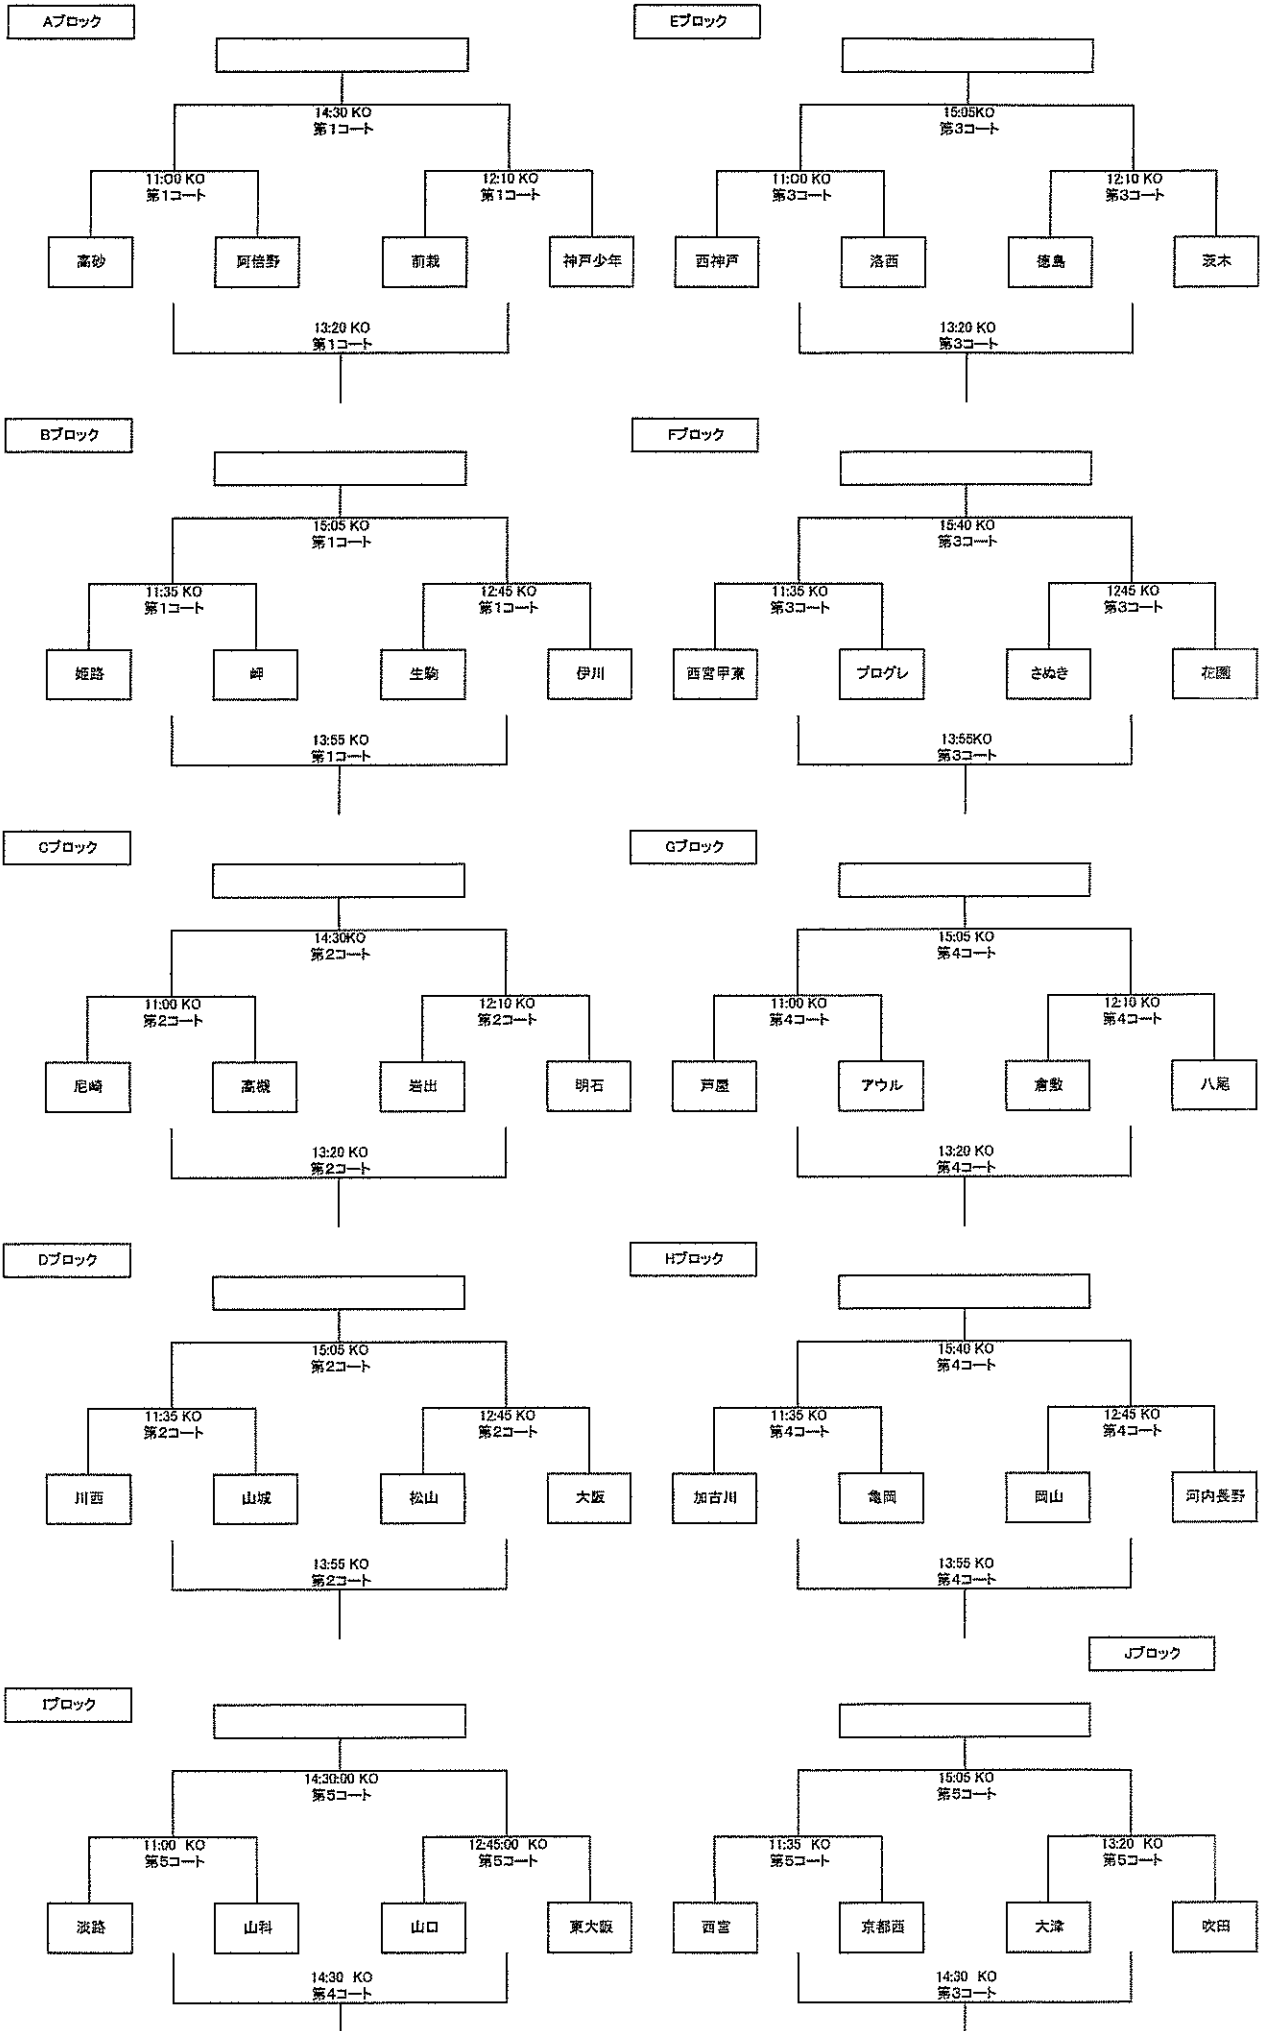 Aブロック
14:30 KO
第1コート
11:00 KO
第1コート
12:10 KO
第1コート
高砂
阿倍野
前栽
神戸少年
13:20 KO
第1コート
Eブロック
15:05KO
第3コート
11:00 KO
第3コート
12:10 KO
第3コート
西神戸
洛西
徳島
茨木
13:20 KO
第3コート
Bブロック
15:05 KO
第1コート
11:35 KO
第1コート
12:45 KO
第1コート
姫路
岬
生駒
伊川
13:55 KO
第1コート
Fブロック
15:40 KO
第3コート
11:35 KO
第3コート
1245 KO
第3コート
西宮甲東
プログレ
さぬき
花園
13:55KO
第3コート
Cブロック
14:30KO
第2コート
11:00 KO
第2コート
12:10 KO
第2コート
尼崎
高槻
岩出
明石
13:20 KO
第2コート
Gブロック
15:05 KO
第4コート
11:00 KO
第4コート
12:10 KO
第4コート
芦屋
アウル
倉敷
八尾
13:20 KO
第4コート
Dブロック
15:05 KO
第2コート
11:35 KO
第2コート
12:45 KO
第2コート
川西
山城
松山
大阪
13:55 KO
第2コート
Hブロック
15:40 KO
第4コート
11:35 KO
第4コート
12:45 KO
第4コート
加古川
亀岡
岡山
河内長野
13:55 KO
第4コート
Iブロック
14:30:00 KO
第5コート
11:00 KO
第5コート
12:45:00 KO
第5コート
淡路
山科
山口
東大阪
14:30 KO
第4コート
Jブロック
15:05 KO
第5コート
11:35 KO
第5コート
13:20 KO
第5コート
西宮
京都西
大津
吹田
14:30 KO
第3コート